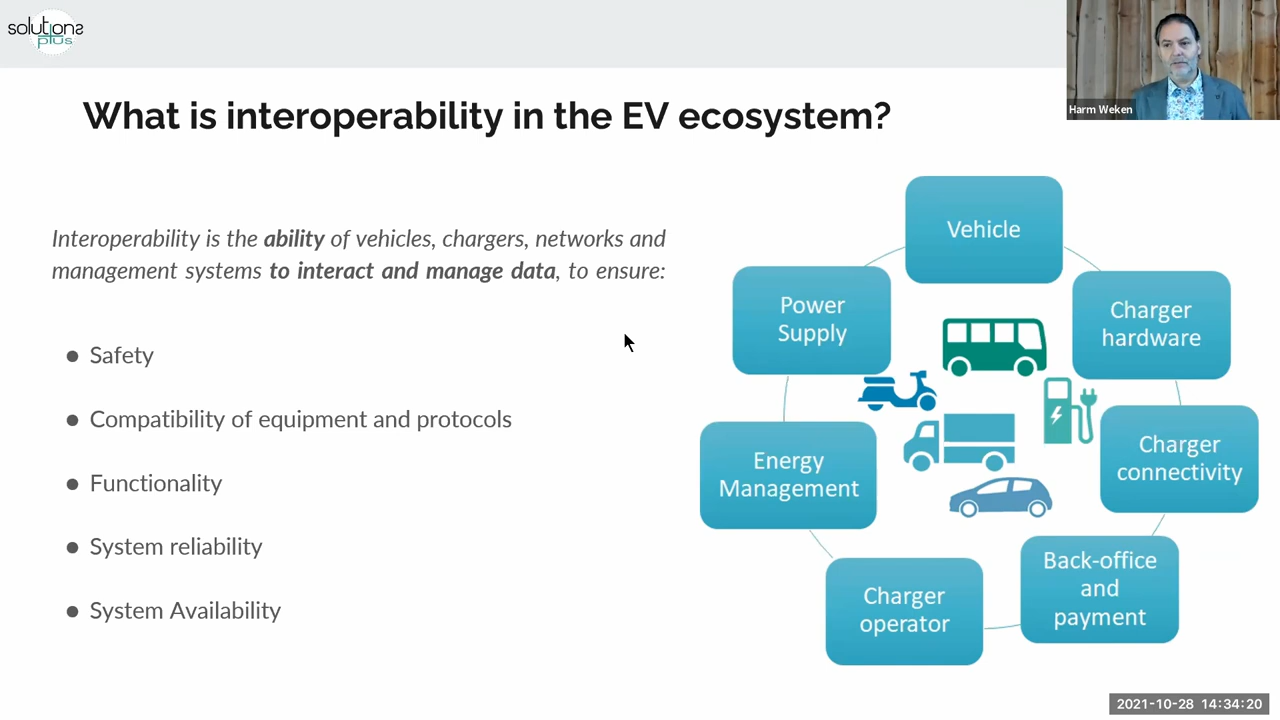 solutions
plus
Harm Weken
What is interoperability in the EV ecosystem?
Interoperability is the ability of vehicles, chargers, networks and
management systems to interact and manage data, to ensure:
● Safety
● Compatibility of equipment and protocols
● Functionality
● System reliability
● System Availability
Vehicle
Charger
hardware
Charger
connectivity
Back-office
and
payment
Charger
operator
Energy
Management
Power
Supply
2021-10-28 14:34:20